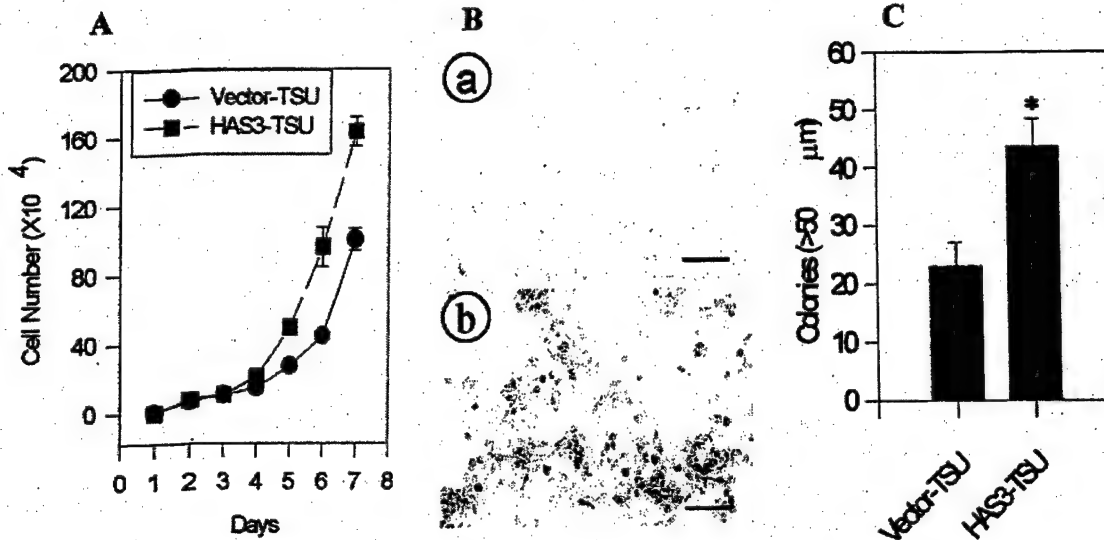 A
Cell Number (X10 4)
200
160
120
80
40
0
Vector-TSU
HAS3-TSU
0 1 2 3 4 5 6 7 8
Days
B
a
b
C
Colonies (>50 µm)
60
50
40
30
20
10
0
*
Vector-TSU
HAS3-TSU